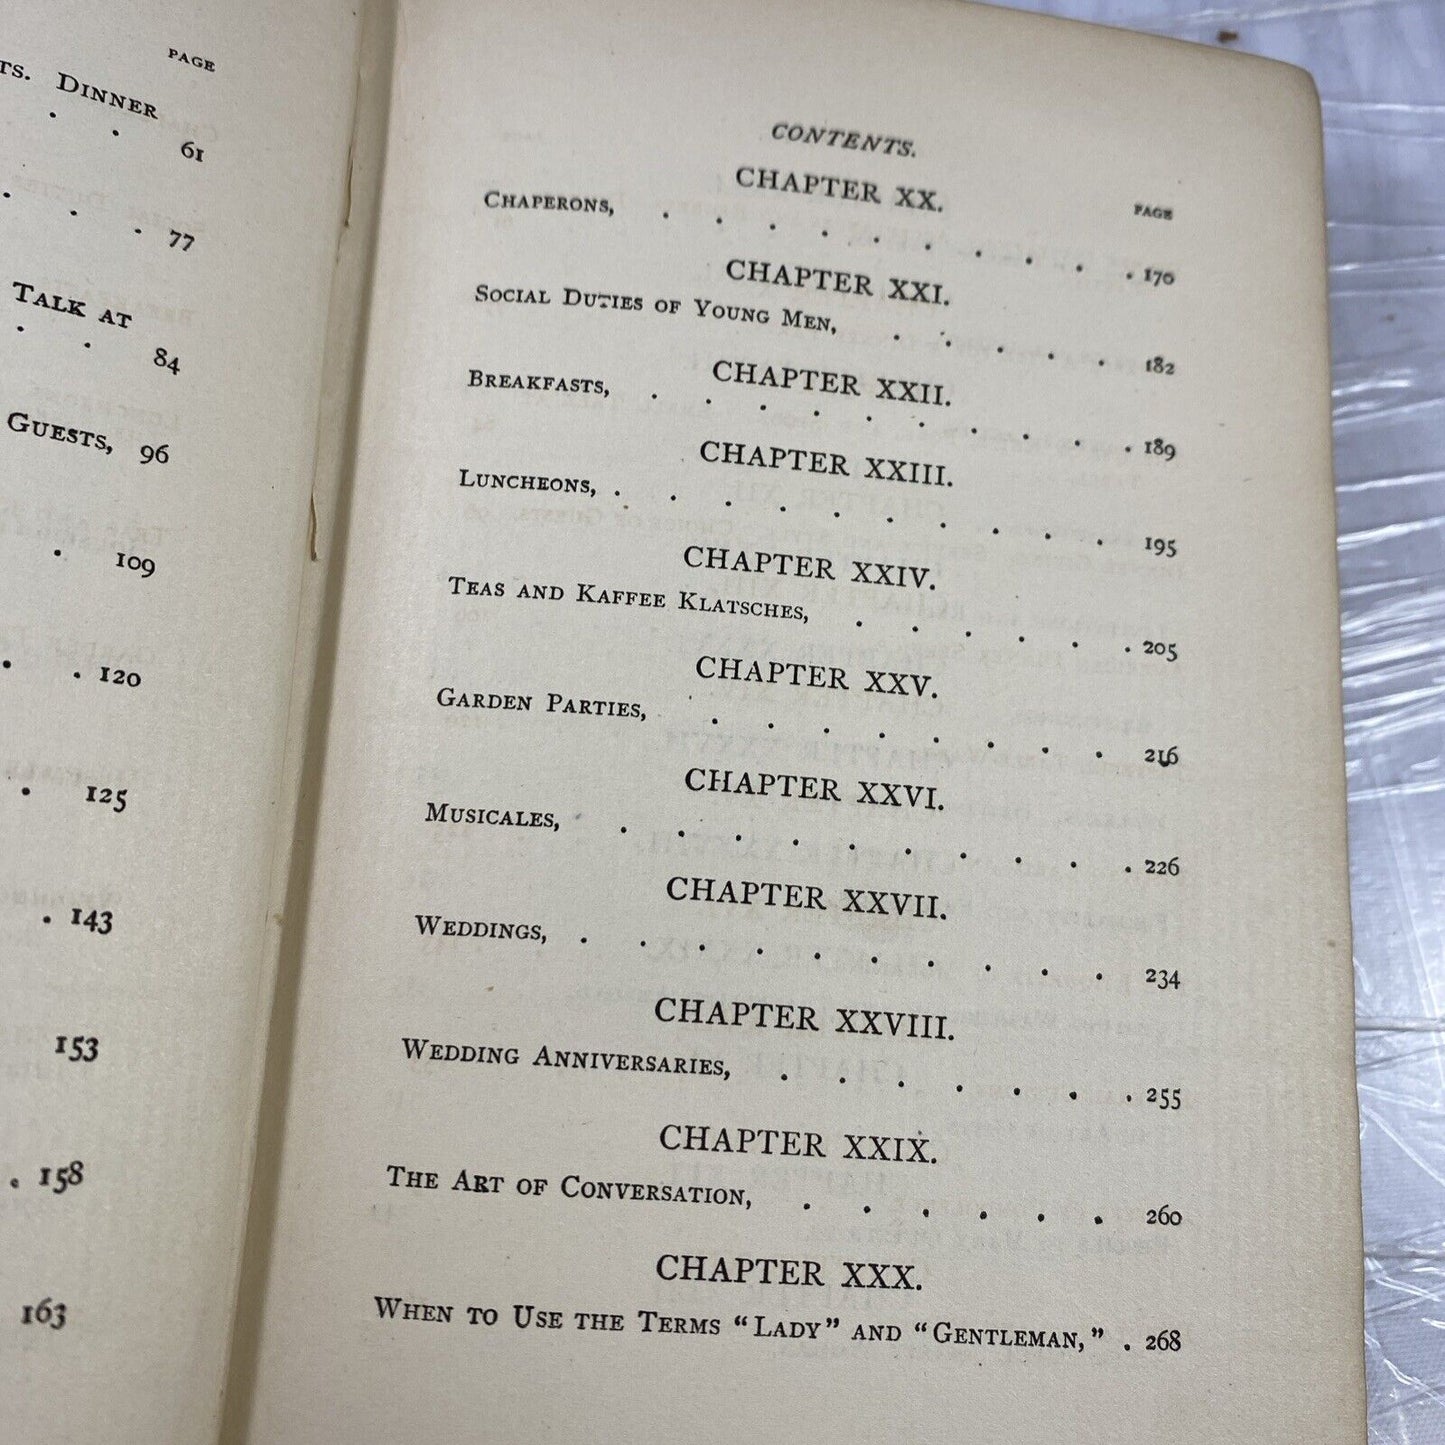 PAGE
TS. DINNER
. . 61
. . . 77
TALK AT
. . 84
GUESTS, 96
. 109
. . 120
. 125
. 143
153
. 158
163
CONTENTS.
CHAPTER XX.
PAGE
CHAPERONS, . . . . . . . . . . 170
CHAPTER XXI.
SOCIAL DUTIES OF YOUNG MEN, . . . . . 182
CHAPTER XXII.
BREAKFASTS, . . . . . . . . . . 189
CHAPTER XXIII.
LUNCHEONS, . . . . . . . . . . 195
CHAPTER XXIV.
TEAS AND KAFFEE KLATSCHES, . . . . . . 205
CHAPTER XXV.
GARDEN PARTIES, . . . . . . . . 216
CHAPTER XXVI.
MUSICALES, . . . . . . . . . . 226
CHAPTER XXVII.
WEDDINGS, . . . . . . . . . . 234
CHAPTER XXVIII.
WEDDING ANNIVERSARIES, . . . . . . . 255
CHAPTER XXIX.
THE ART OF CONVERSATION, . . . . . . 260
CHAPTER XXX.
WHEN TO USE THE TERMS “LADY” AND “GENTLEMAN,” . 268